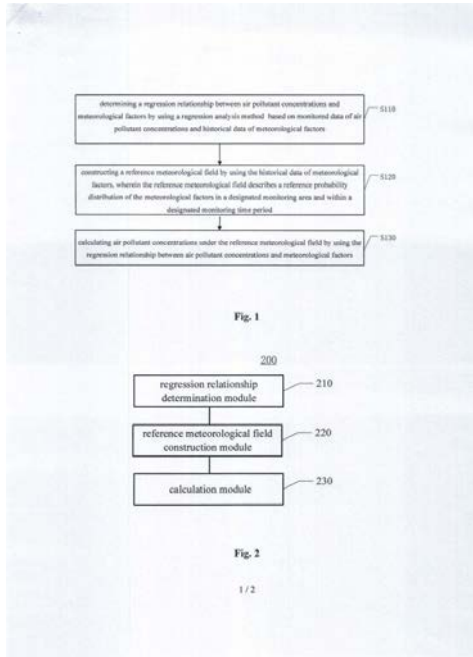 determining a regression relationship between air pollutant concentrations and
meteorological factors by using a regression analysis method based on monitored data of air
pollutant concentrations and historical data of meteorological factors
S110
constructing a reference meteorological field by using the historical data of meteorological
factors, wherein the reference meteorological field describes a reference probability
distribution of the meteorological factors in a designated monitoring area and within a
designated monitoring time period
S120
calculating air pollutant concentrations under the reference meteorological field by using the
regression relationship between air pollutant concentrations and meteorological factors
S130
Fig. 1
200
regression relationship
determination module
210
reference meteorological field
construction module
220
calculation module
230
Fig. 2
1 / 2